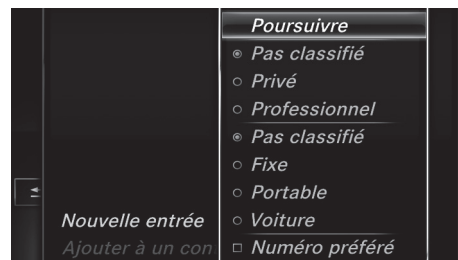 Poursuivre
Pas classifié
Privé
Professionnel
Pas classifié
Fixe
Portable
Voiture
Numéro préféré
Nouvelle entrée
Ajouter à un con